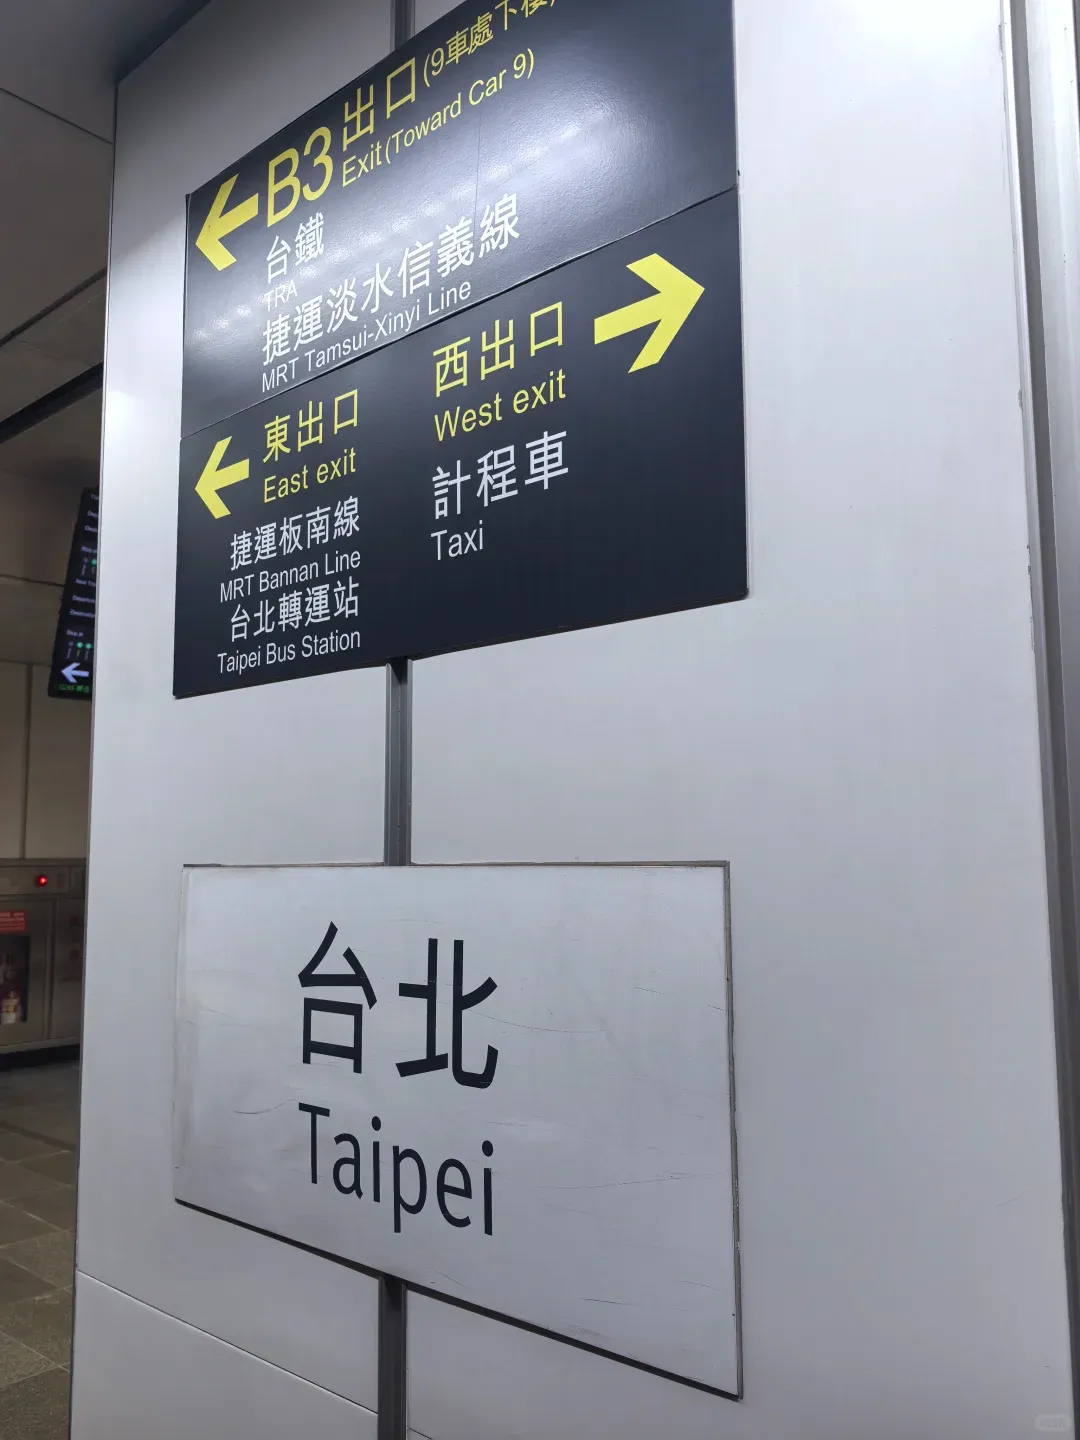 B3出口(9車處下樓)
Exit(Toward Car 9)
台鐵
TRA
捷運淡水信義線
MRT Tamsui-Xinyi Line
東出口
East exit
捷運板南線
MRT Bannan Line
台北轉運站
Taipei Bus Station
西出口
West exit
計程車
Taxi
台北
Taipei